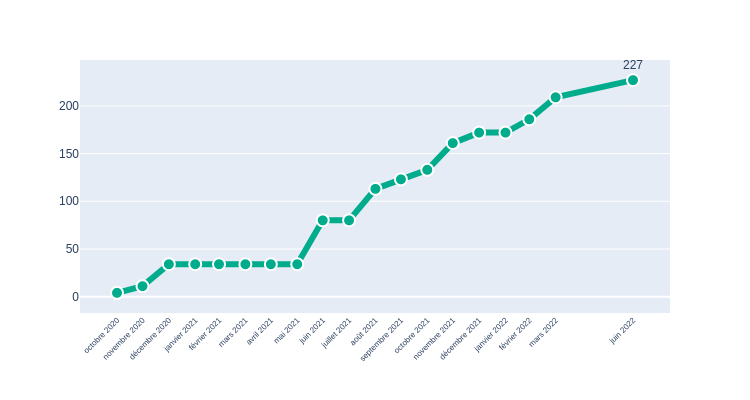 227
200
150
100
50
0
octobre 2020
novembre 2020
décembre 2020
janvier 2021
février 2021
mars 2021
avril 2021
mai 2021
juin 2021
juillet 2021
août 2021
septembre 2021
octobre 2021
novembre 2021
décembre 2021
janvier 2022
février 2022
mars 2022
juin 2022